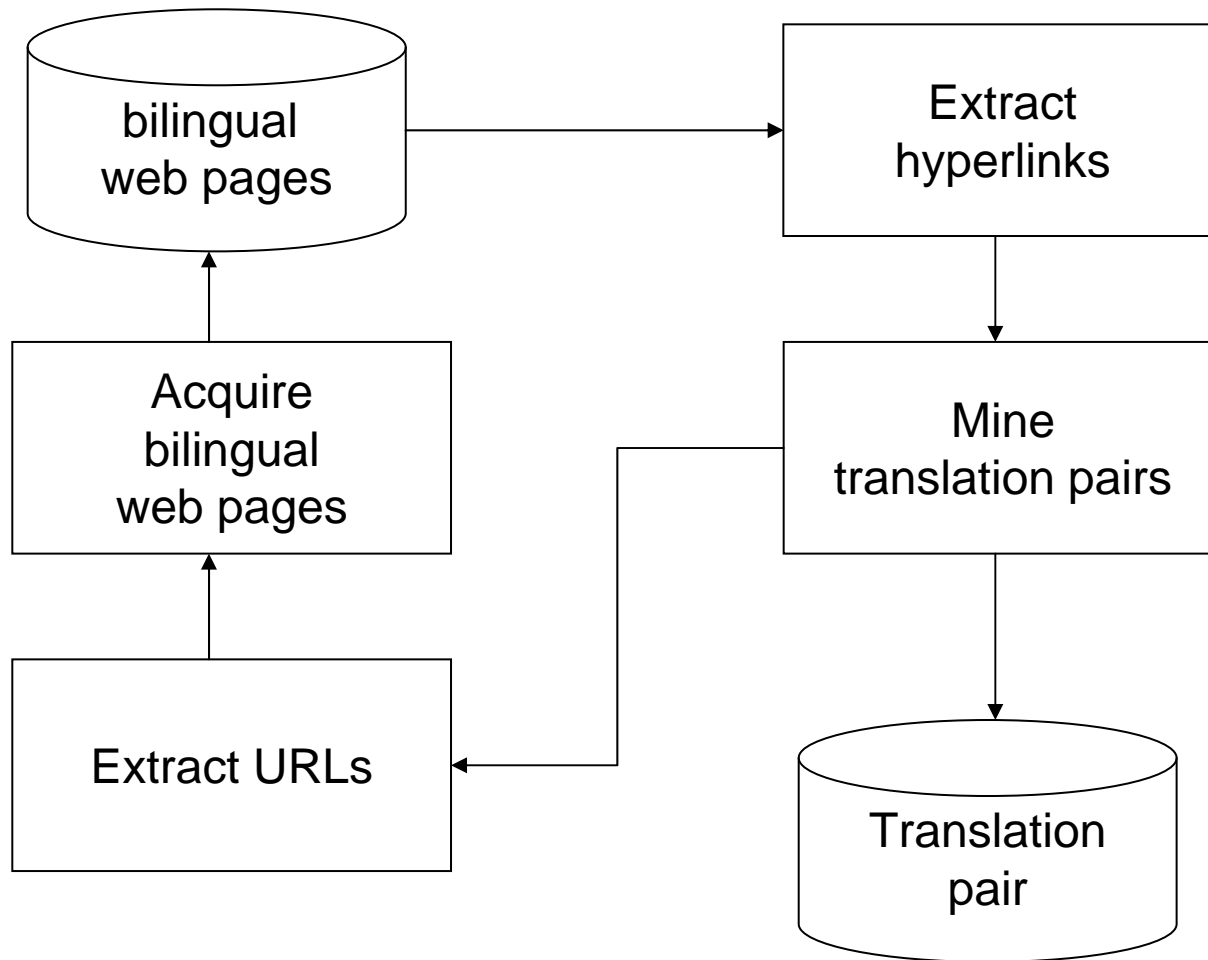 bilingual
web pages
Extract
hyperlinks
Acquire
bilingual
web pages
Mine
translation pairs
Extract URLs
Translation
pair